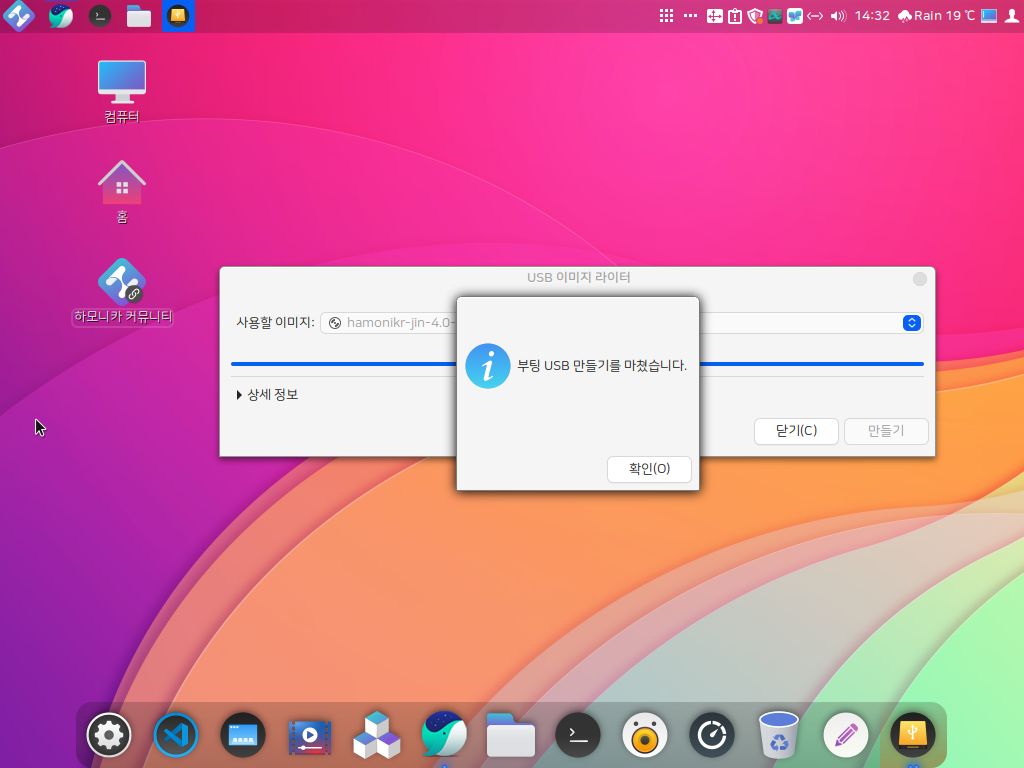 14:32
Rain 19 ℃
컴퓨터
홈
하모니카 커뮤니티
USB 이미지 라이터
사용할 이미지:
hamonikr-jin-4.0-
부팅 USB 만들기를 마쳤습니다.
상세 정보
닫기(C)
만들기
확인(O)